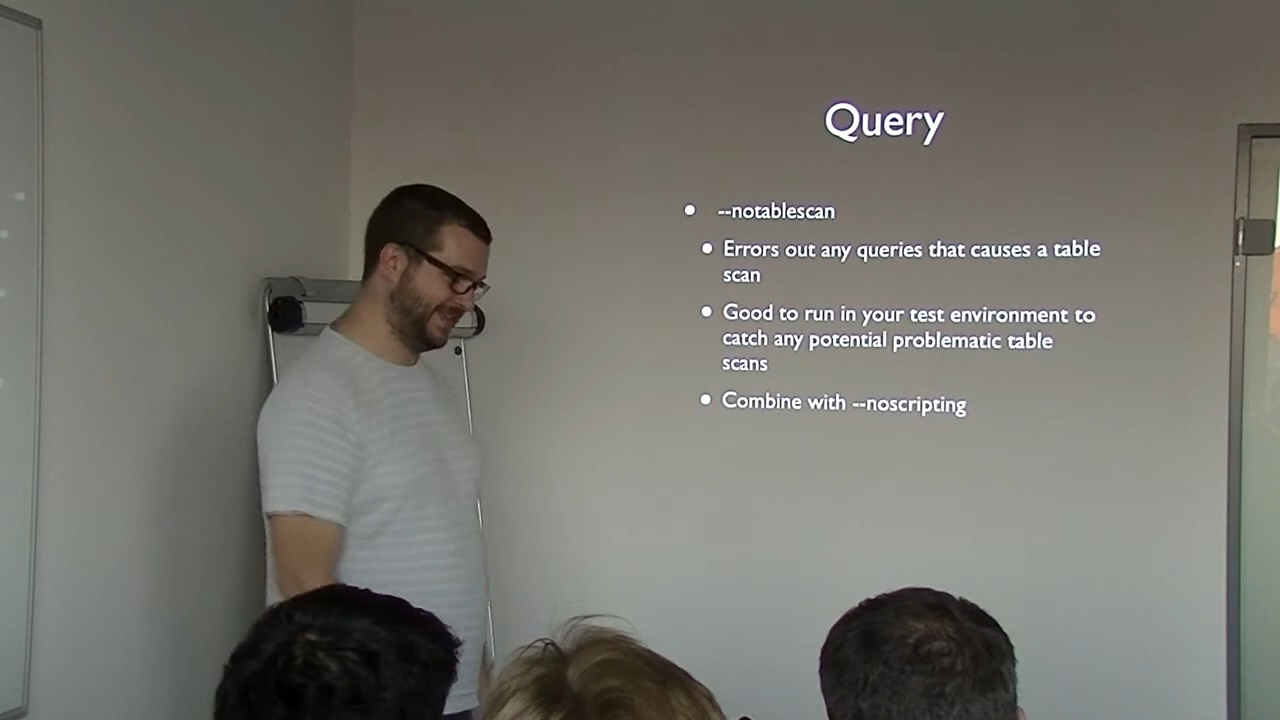 Query
--notablescan
Errors out any queries that causes a table
scan
Good to run in your test environment to
catch any potential problematic table
scans
Combine with --noscripting